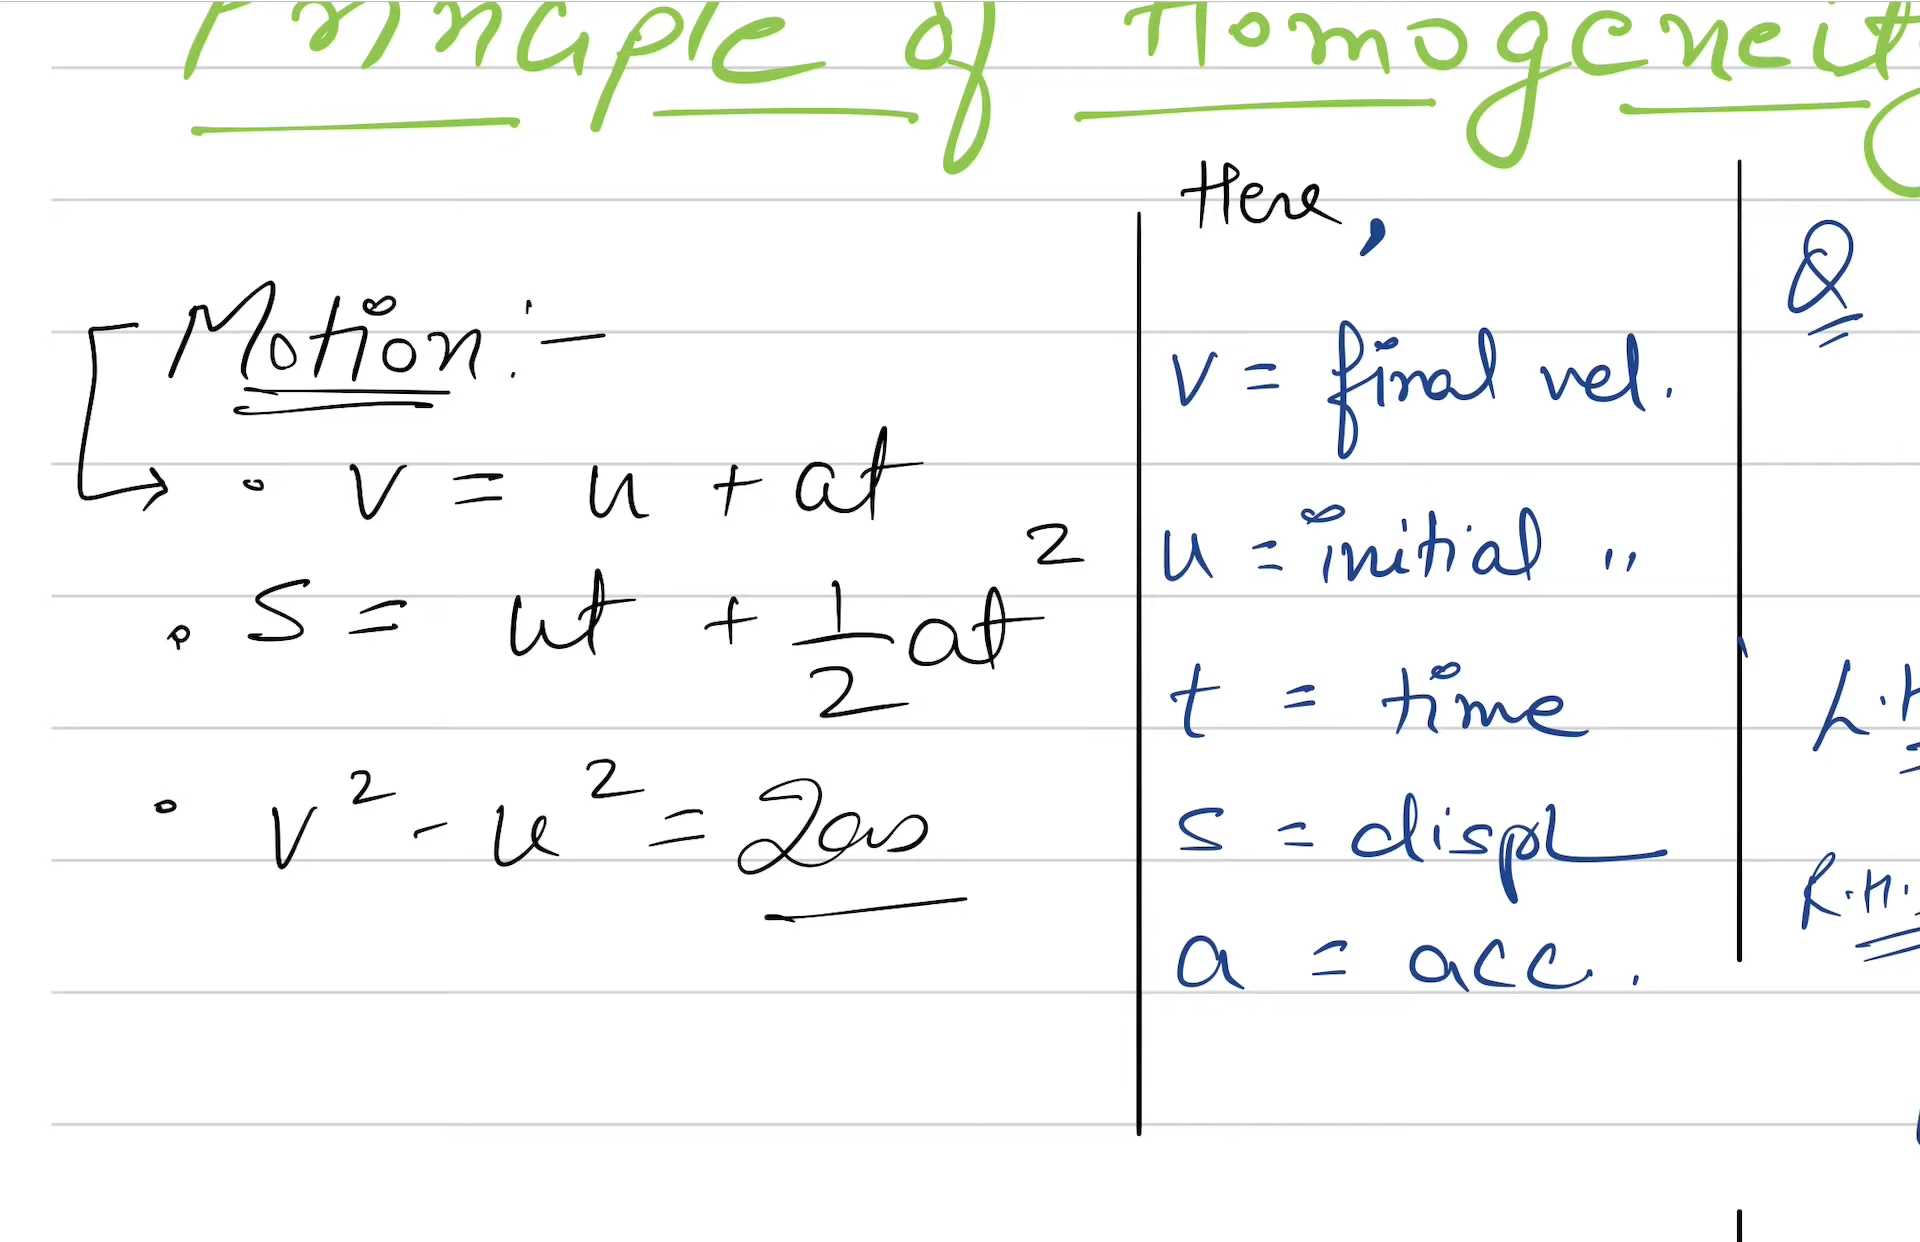 Principle of Homogeneity
Motion :-
• v = u + at
• S = ut + 1/2 at²
• v² - u² = 2as
Here,
v = final vel.
u = initial "
t = time
s = displ
a = acc.
Q
L.H
R.H.